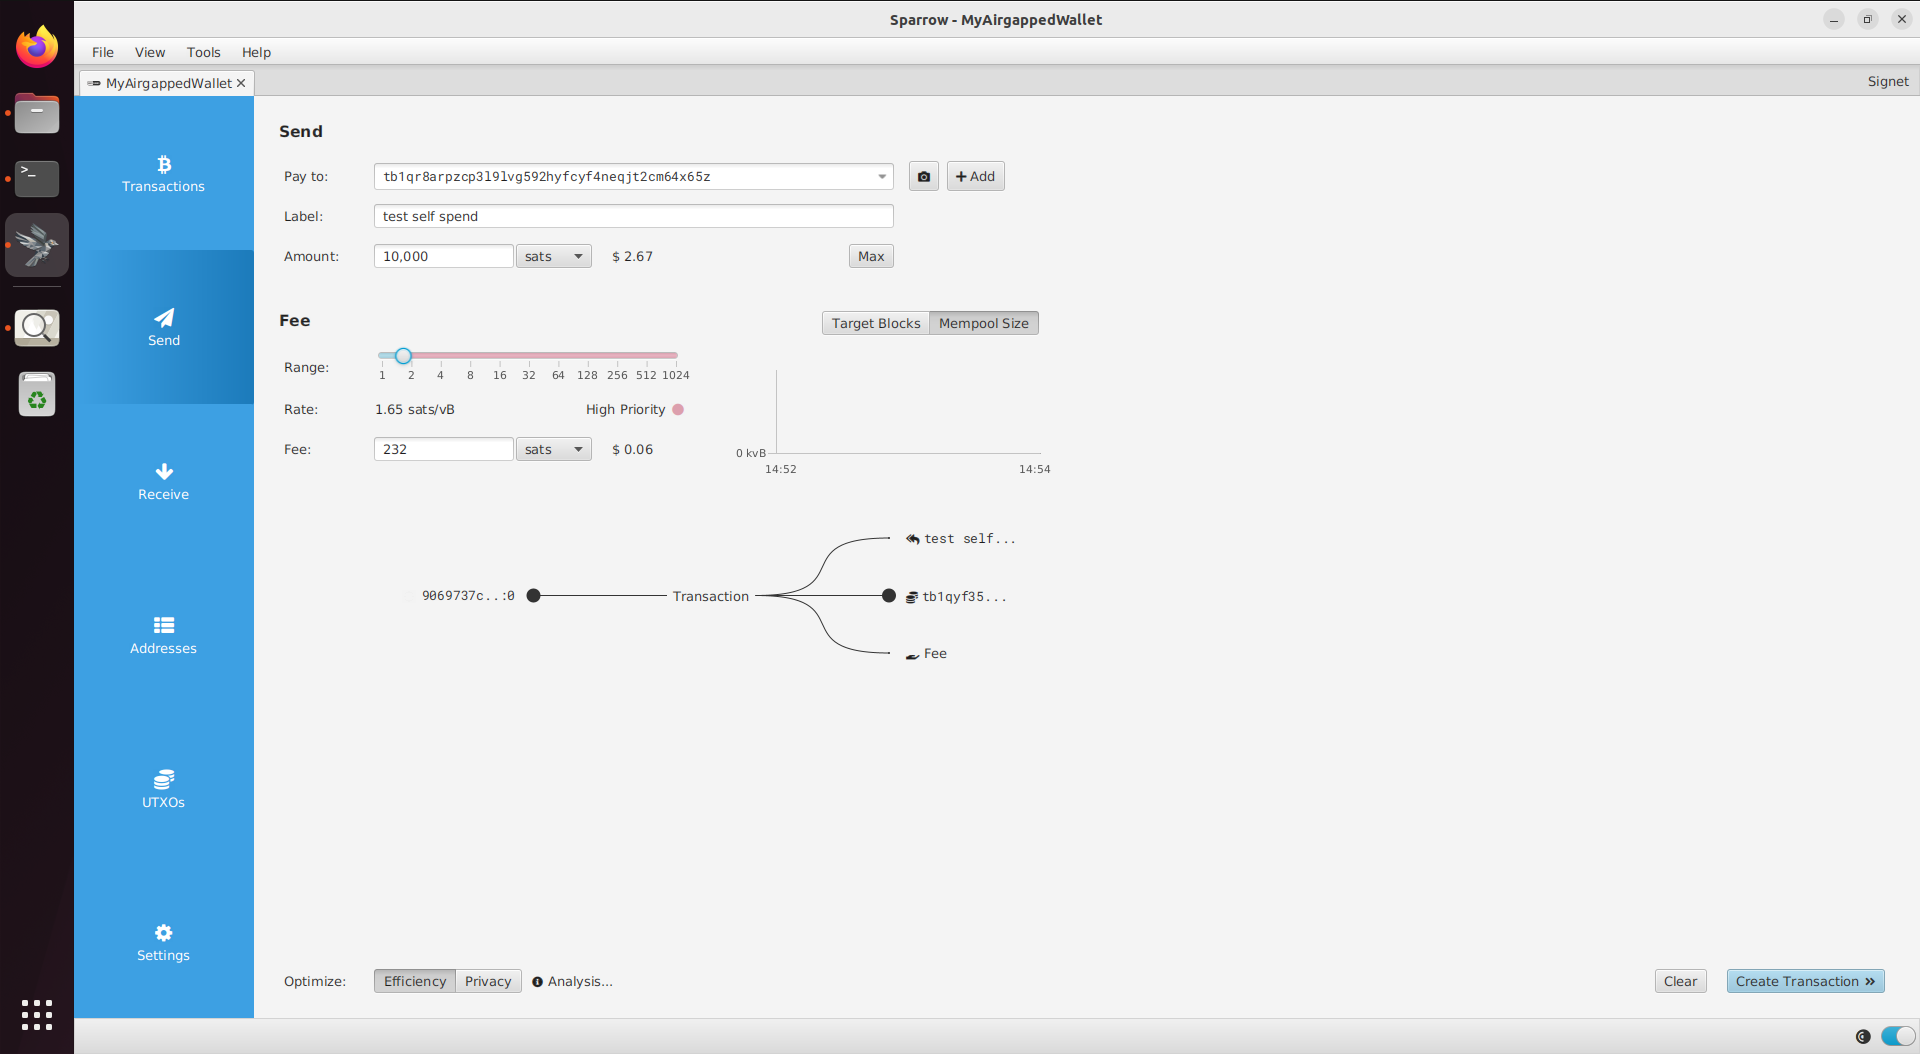 Sparrow - MyAirgappedWallet
File View Tools Help
MyAirgappedWallet
Signet
Transactions
Send
Receive
Addresses
UTXOs
Settings
Send
Pay to: tb1qr8arpzcp3l9lvg592hyfcyf4neqjt2cm64x65z Add
Label: test self spend
Amount: 10,000 sats $ 2.67 Max
Fee Target Blocks Mempool Size
Range:
1 2 4 8 16 32 64 128 256 512 1024
Rate: 1.65 sats/vB High Priority
Fee: 232 sats $ 0.06
0 kvB
14:52 14:54
test self...
9069737c..:0 Transaction tb1qyf35...
Fee
Optimize: Efficiency Privacy Analysis... Clear Create Transaction